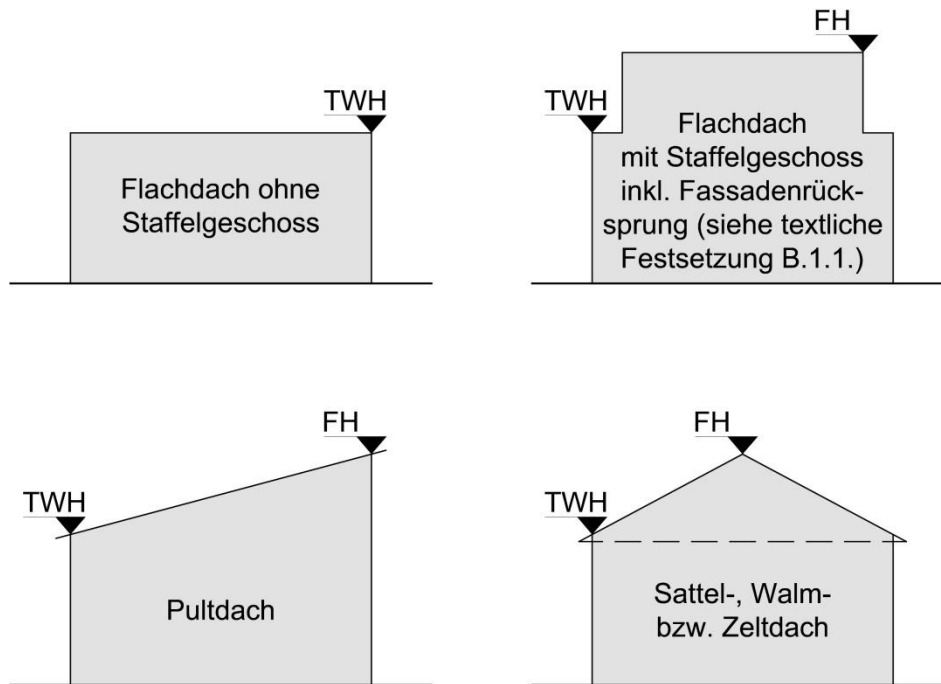 TWH
Flachdach ohne
Staffelgeschoss
FH
TWH
Flachdach
mit Staffelgeschoss
inkl. Fassadenrück-
sprung (siehe textliche
Festsetzung B.1.1.)
FH
TWH
Pultdach
FH
TWH
Sattel-, Walm-
bzw. Zeltdach